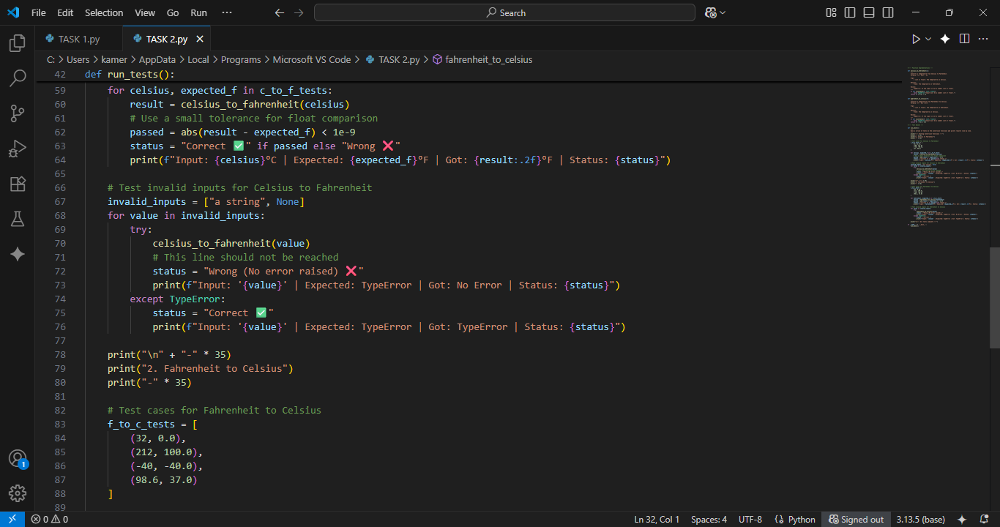 File Edit Selection View Go Run ··· Search
TASK 1.py TASK 2.py
C: > Users > kamer > AppData > Local > Programs > Microsoft VS Code > TASK 2.py > fahrenheit_to_celsius
42 def run_tests():
59 for celsius, expected_f in c_to_f_tests:
60 result = celsius_to_fahrenheit(celsius)
61 # Use a small tolerance for float comparison
62 passed = abs(result - expected_f) < 1e-9
63 status = "Correct ✅" if passed else "Wrong ❌"
64 print(f"Input: {celsius}°C | Expected: {expected_f}°F | Got: {result:.2f}°F | Status: {status}")
65
66 # Test invalid inputs for Celsius to Fahrenheit
67 invalid_inputs = ["a string", None]
68 for value in invalid_inputs:
69 try:
70 celsius_to_fahrenheit(value)
71 # This line should not be reached
72 status = "Wrong (No error raised) ❌"
73 print(f"Input: '{value}' | Expected: TypeError | Got: No Error | Status: {status}")
74 except TypeError:
75 status = "Correct ✅"
76 print(f"Input: '{value}' | Expected: TypeError | Got: TypeError | Status: {status}")
77
78 print("\n" + "-" * 35)
79 print("2. Fahrenheit to Celsius")
80 print("-" * 35)
81
82 # Test cases for Fahrenheit to Celsius
83 f_to_c_tests = [
84 (32, 0.0),
85 (212, 100.0),
86 (-40, -40.0),
87 (98.6, 37.0)
88 ]
89
1
0 0 Ln 32, Col 1 Spaces: 4 UTF-8 Python Signed out 3.13.5 (base)